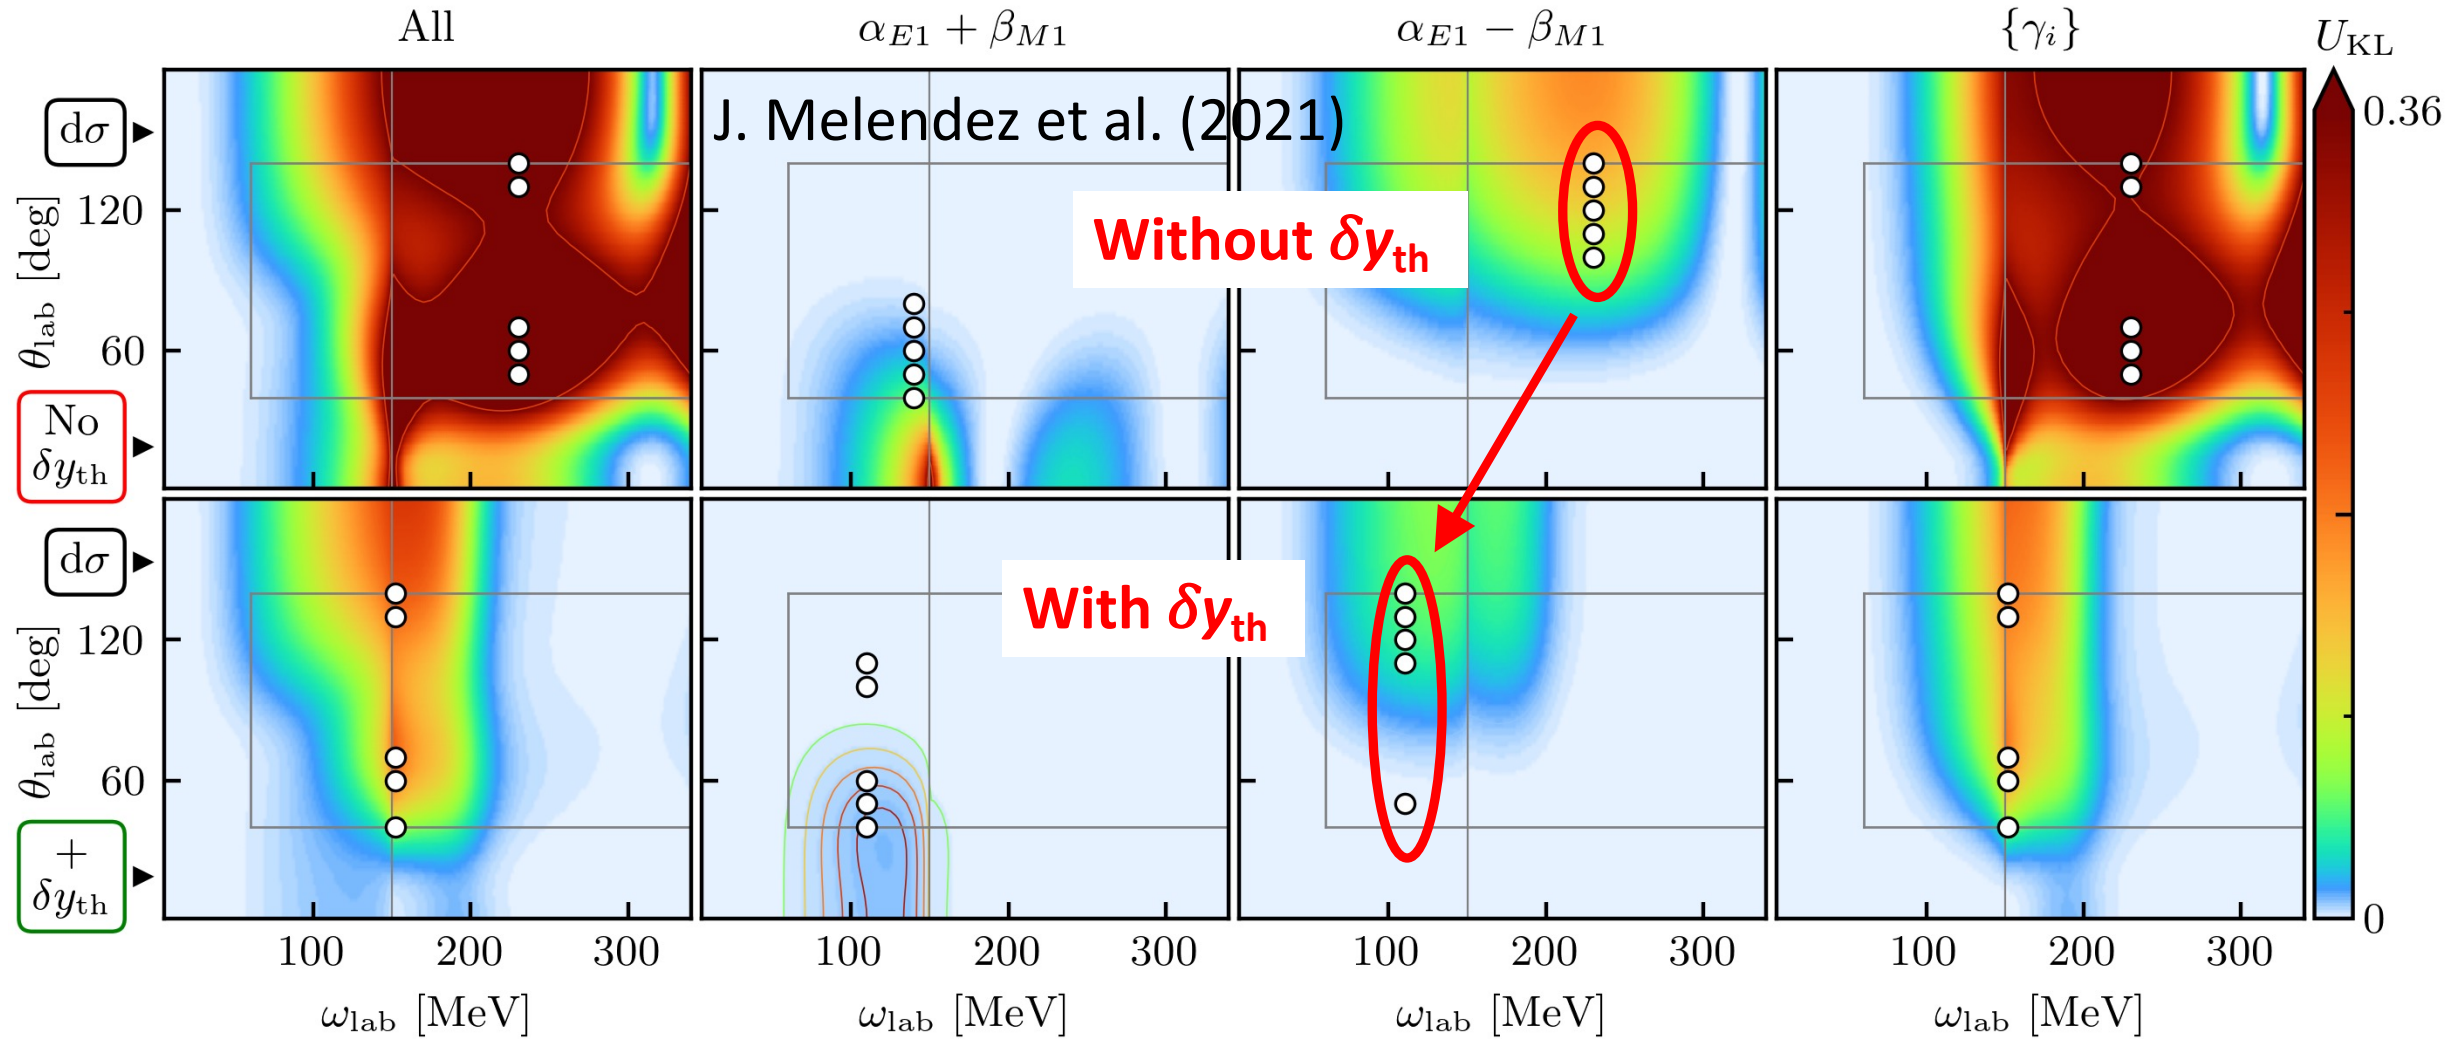 All
α_E1 + β_M1
α_E1 − β_M1
{γ_i}
U_KL
dσ ►
J. Melendez et al. (2021)
0.36
Without δy_th
θ_lab [deg]
120
60
No
δy_th ►
dσ ►
With δy_th
θ_lab [deg]
120
60
+
δy_th ►
0
100 200 300 100 200 300 100 200 300 100 200 300
ω_lab [MeV] ω_lab [MeV] ω_lab [MeV] ω_lab [MeV]